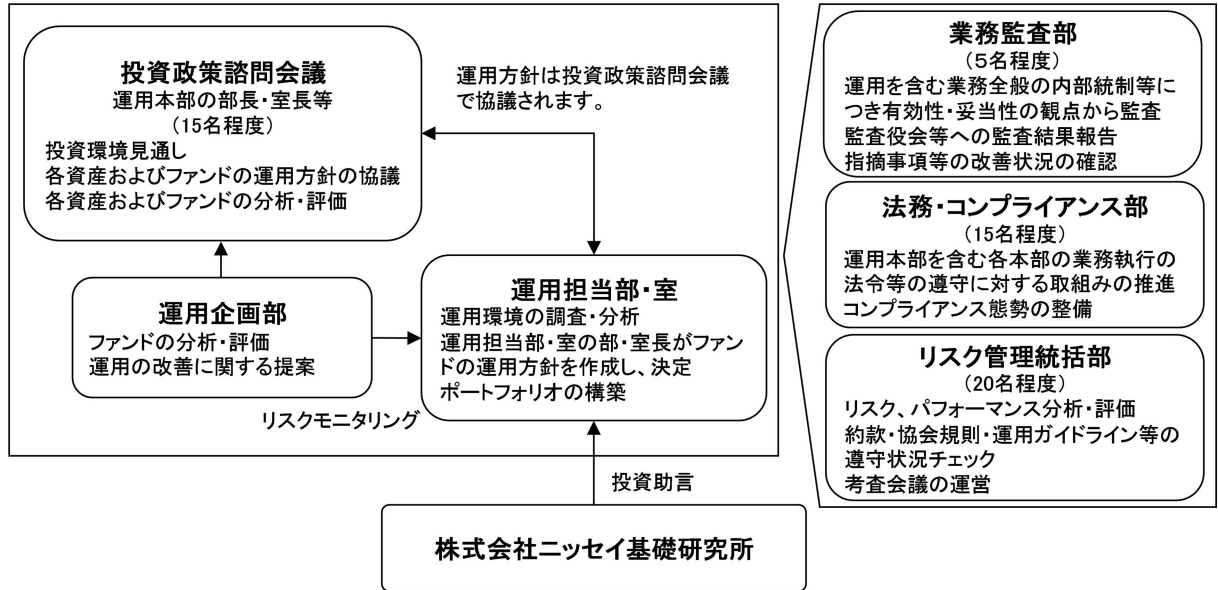 投資政策諮問会議
運用本部の部長・室長等
(15名程度)
投資環境見通し
各資産およびファンドの運用方針の協議
各資産およびファンドの分析・評価
運用方針は投資政策諮問会議
で協議されます。
運用企画部
ファンドの分析・評価
運用の改善に関する提案
リスクモニタリング
運用担当部・室
運用環境の調査・分析
運用担当部・室の部・室長がファン
ドの運用方針を作成し、決定
ポートフォリオの構築
投資助言
株式会社ニッセイ基礎研究所
業務監査部
(5名程度)
運用を含む業務全般の内部統制等に
つき有効性・妥当性の観点から監査
監査役会等への監査結果報告
指摘事項等の改善状況の確認
法務・コンプライアンス部
(15名程度)
運用本部を含む各本部の業務執行の
法令等の遵守に対する取組みの推進
コンプライアンス態勢の整備
リスク管理統括部
(20名程度)
リスク、パフォーマンス分析・評価
約款・協会規則・運用ガイドライン等の
遵守状況チェック
考査会議の運営